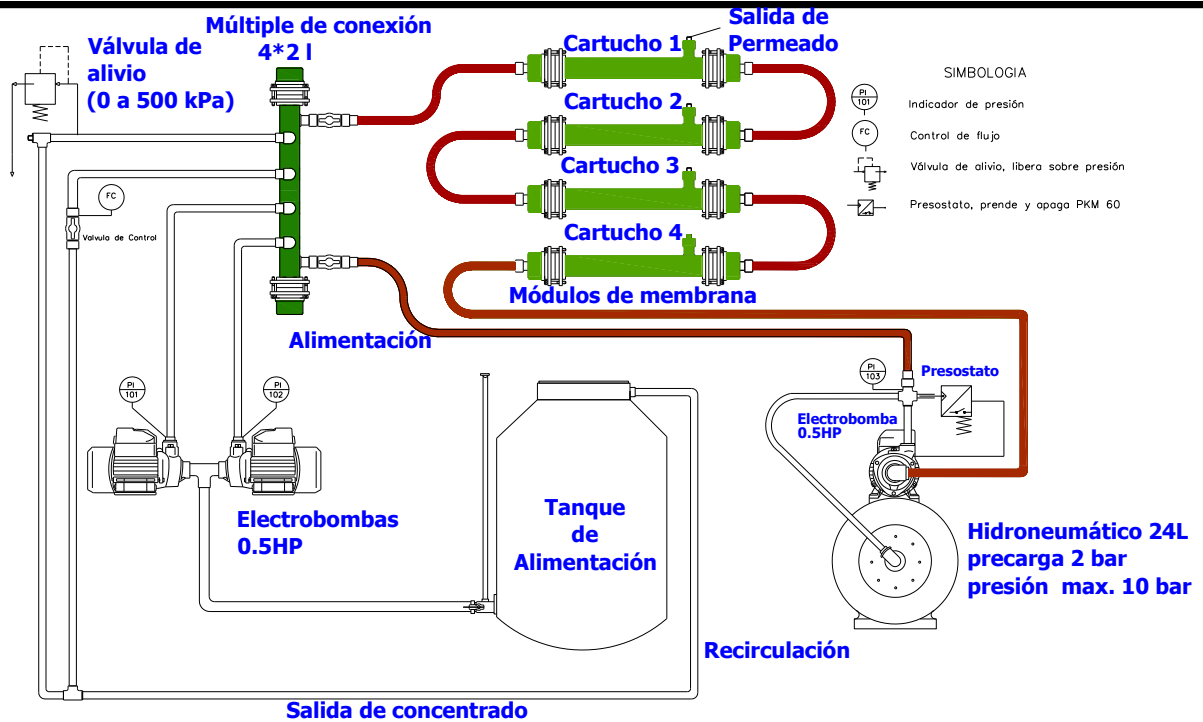 Válvula de
alivio
(0 a 500 kPa)
Múltiple de conexión
4*2 l
Cartucho 1
Salida de
Permeado
Cartucho 2
Cartucho 3
Cartucho 4
Módulos de membrana
SIMBOLOGIA
PI
101
Indicador de presión
FC
Control de flujo
Válvula de alivio, libera sobre presión
Presostato, prende y apaga PKM 60
FC
Valvula de Control
Alimentación
PI
101
PI
102
PI
103
Presostato
Electrobomba
0.5HP
Electrobombas
0.5HP
Tanque
de
Alimentación
Hidroneumático 24L
precarga 2 bar
presión max. 10 bar
Recirculación
Salida de concentrado